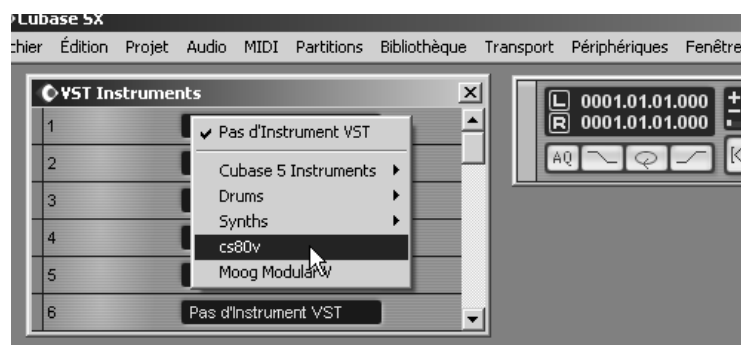 Cubase SX
chier Édition Projet Audio MIDI Partitions Bibliothèque Transport Périphériques Fenêtre
VST Instruments
1
✓ Pas d'Instrument VST
2
Cubase 5 Instruments
3
Drums
Synths
4
cs80v
5
Moog Modular V
6
Pas d'Instrument VST
L 0001.01.01.000
R 0001.01.01.000
AQ